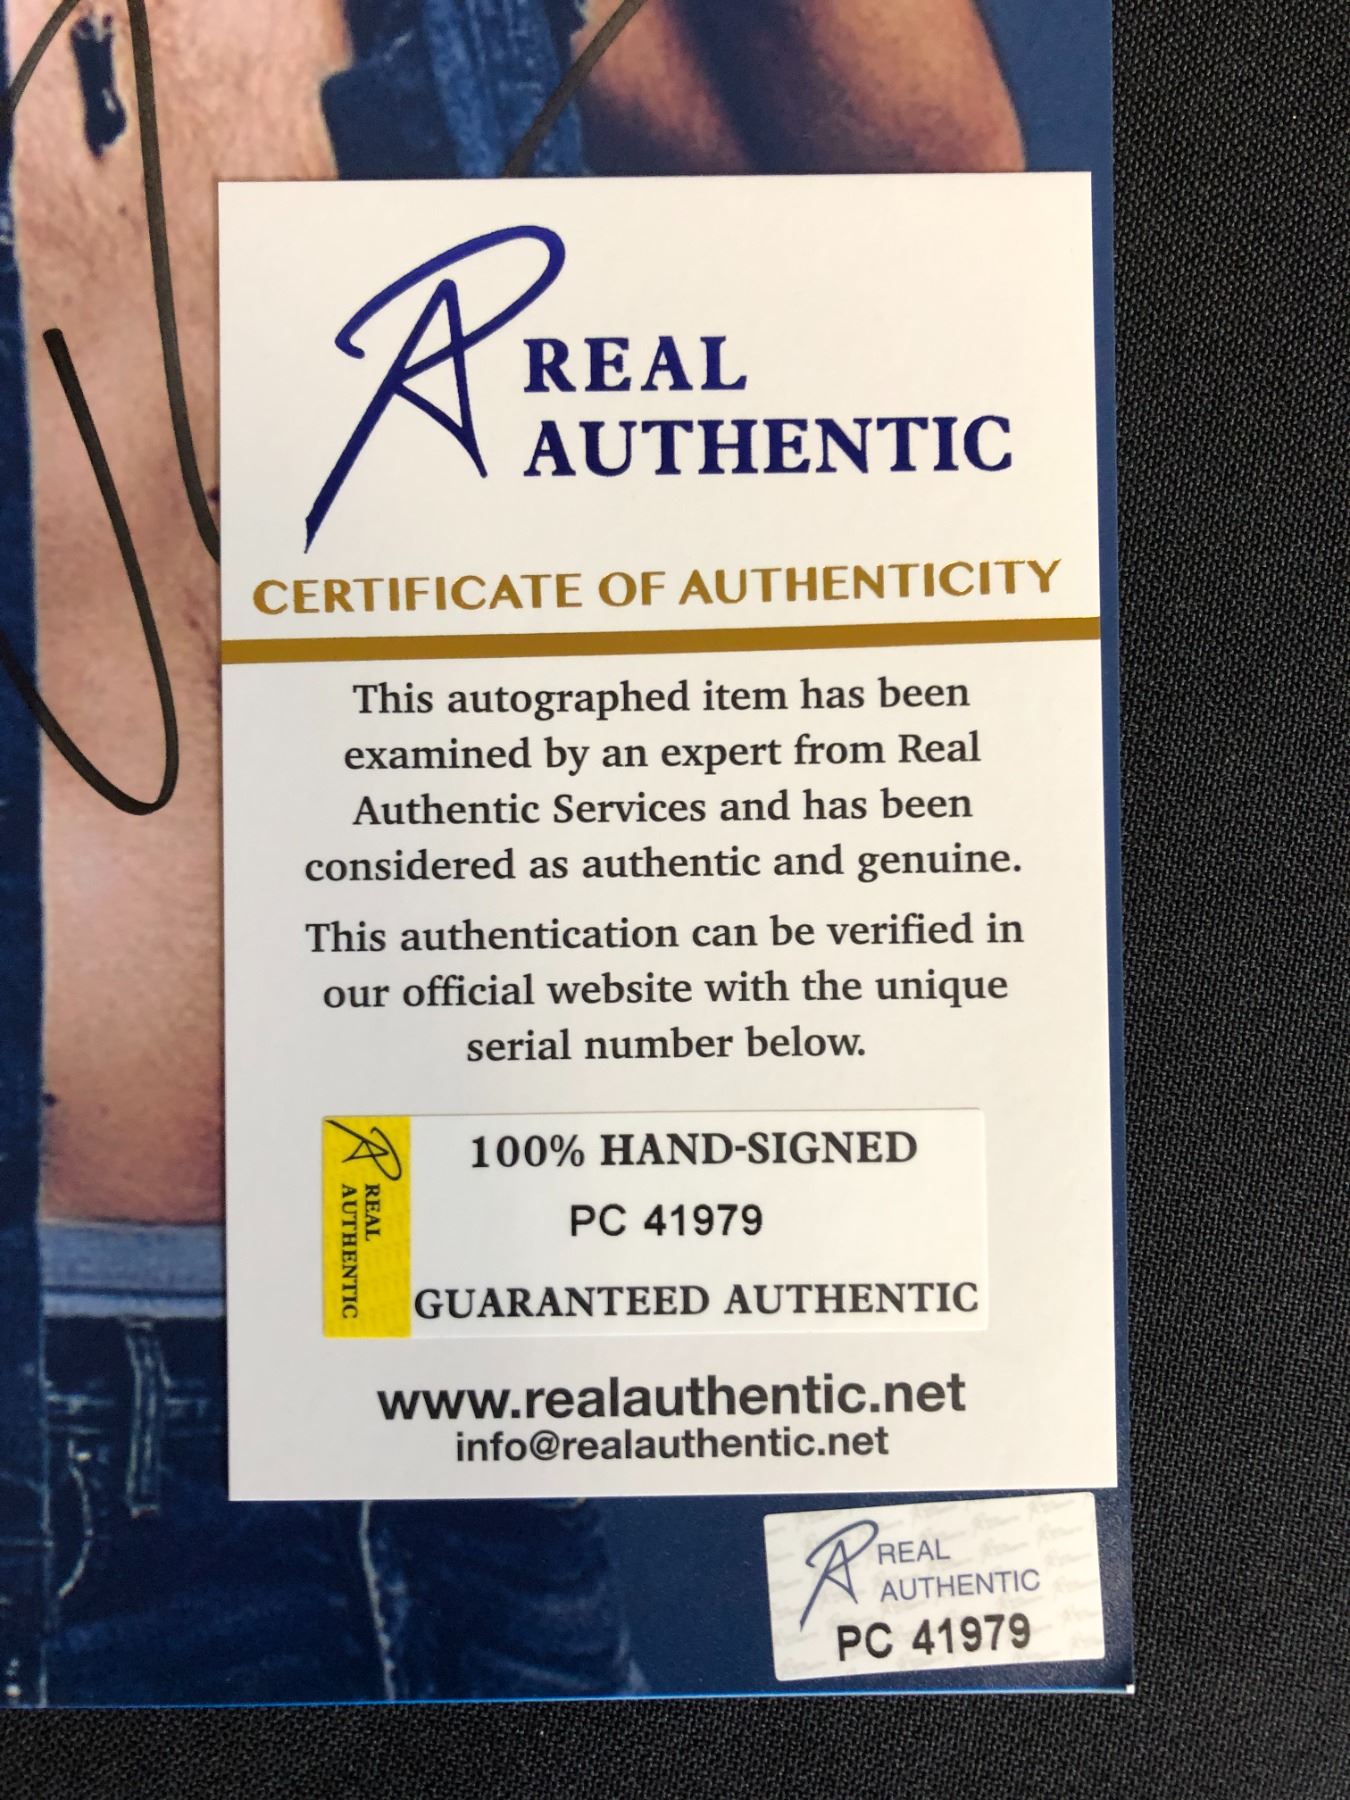 REAL
AUTHENTIC
CERTIFICATE OF AUTHENTICITY
This autographed item has been
examined by an expert from Real
Authentic Services and has been
considered as authentic and genuine.
This authentication can be verified in
our official website with the unique
serial number below.
REAL
AUTHENTIC
100% HAND-SIGNED
PC 41979
GUARANTEED AUTHENTIC
www.realauthentic.net
info@realauthentic.net
REAL
AUTHENTIC
PC 41979